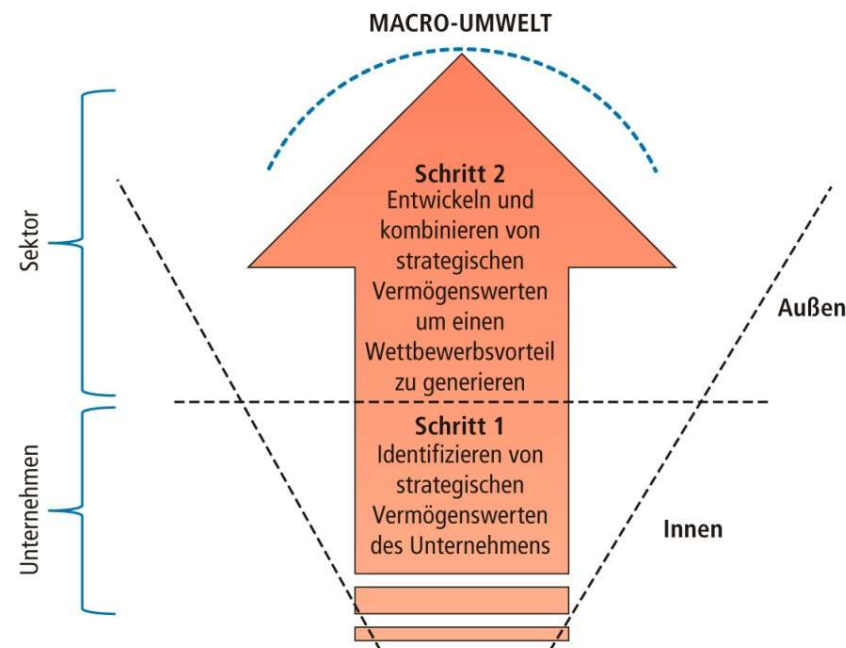 MACRO-UMWELT
Sektor
Schritt 2
Entwickeln und
kombinieren von
strategischen
Vermögenswerten
um einen
Wettbewerbsvorteil
zu generieren
Außen
Unternehmen
Schritt 1
Identifizieren von
strategischen
Vermögenswerten
des Unternehmens
Innen